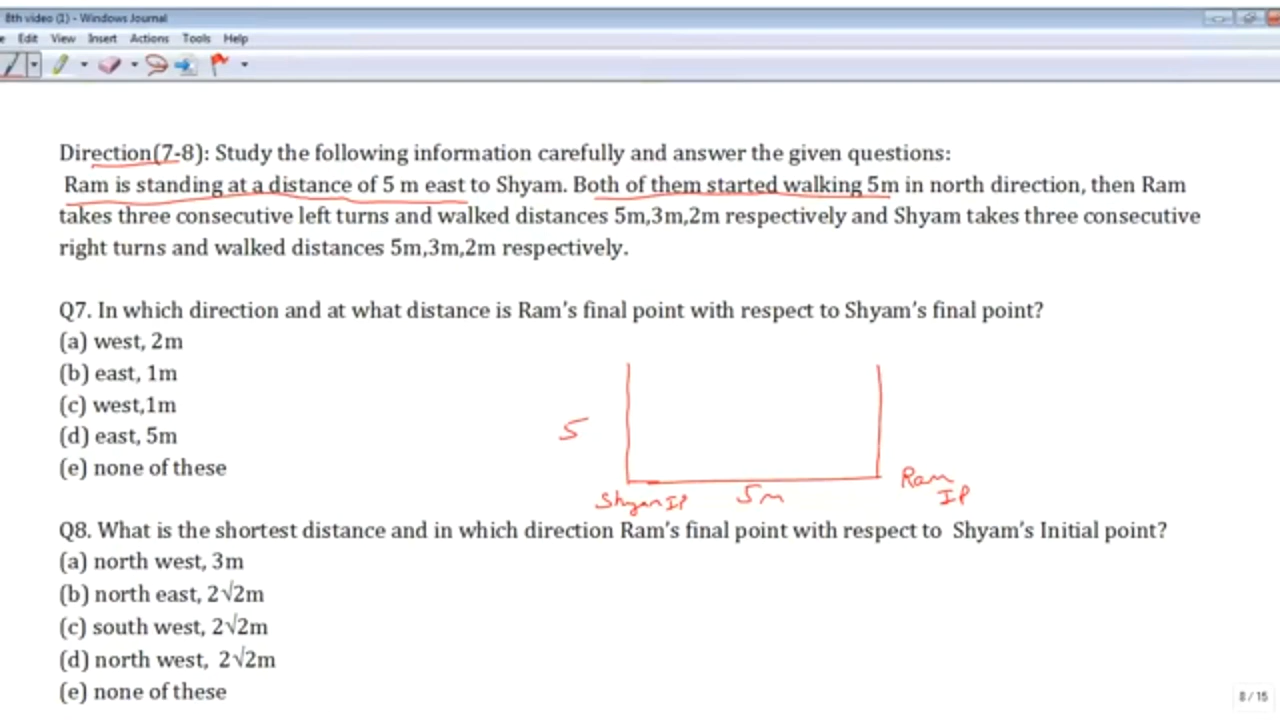 8th video (1) - Windows Journal
e Edit View Insert Actions Tools Help
Direction(7-8): Study the following information carefully and answer the given questions:
Ram is standing at a distance of 5 m east to Shyam. Both of them started walking 5m in north direction, then Ram
takes three consecutive left turns and walked distances 5m,3m,2m respectively and Shyam takes three consecutive
right turns and walked distances 5m,3m,2m respectively.
Q7. In which direction and at what distance is Ram's final point with respect to Shyam's final point?
(a) west, 2m
(b) east, 1m
(c) west,1m
(d) east, 5m
(e) none of these
5
Shyam IP
5m
Ram
IP
Q8. What is the shortest distance and in which direction Ram's final point with respect to Shyam's Initial point?
(a) north west, 3m
(b) north east, 2√2m
(c) south west, 2√2m
(d) north west, 2√2m
(e) none of these
8 / 15